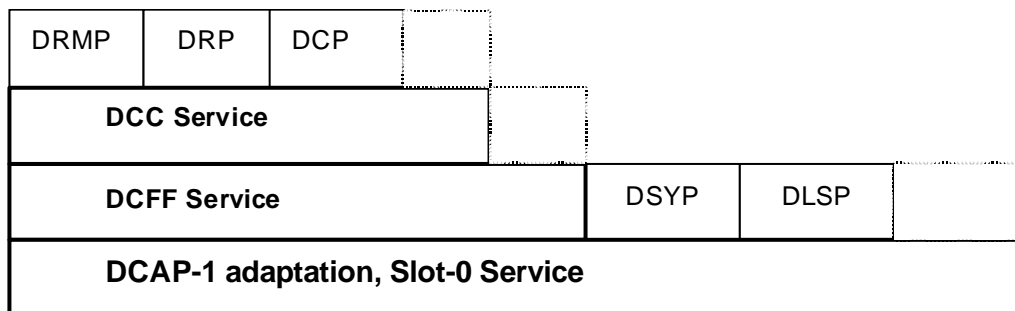 DRMP DRP DCP
DCC Service
DCFF Service DSYP DLSP
DCAP-1 adaptation, Slot-0 Service